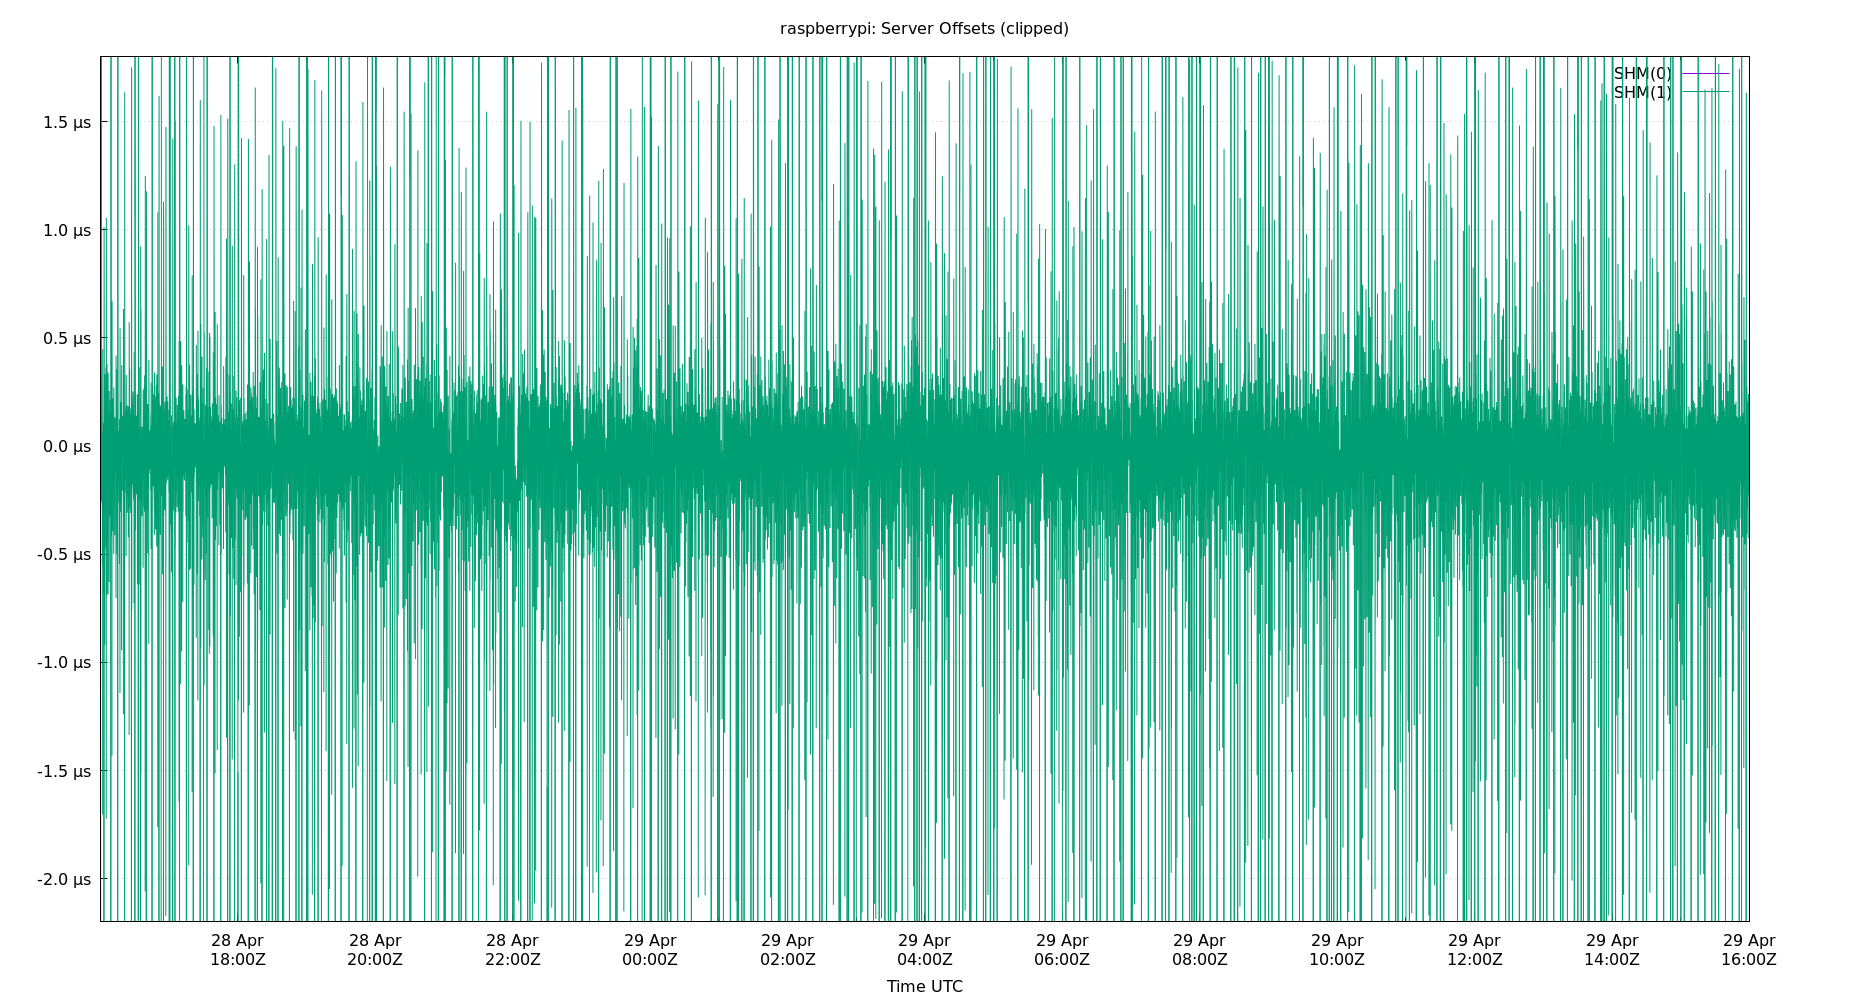 raspberrypi: Server Offsets (clipped)
SHM(0)
SHM(1)
1.5 µs
1.0 µs
0.5 µs
0.0 µs
-0.5 µs
-1.0 µs
-1.5 µs
-2.0 µs
28 Apr 28 Apr 28 Apr 29 Apr 29 Apr 29 Apr 29 Apr 29 Apr 29 Apr 29 Apr 29 Apr 29 Apr
18:00Z 20:00Z 22:00Z 00:00Z 02:00Z 04:00Z 06:00Z 08:00Z 10:00Z 12:00Z 14:00Z 16:00Z
Time UTC